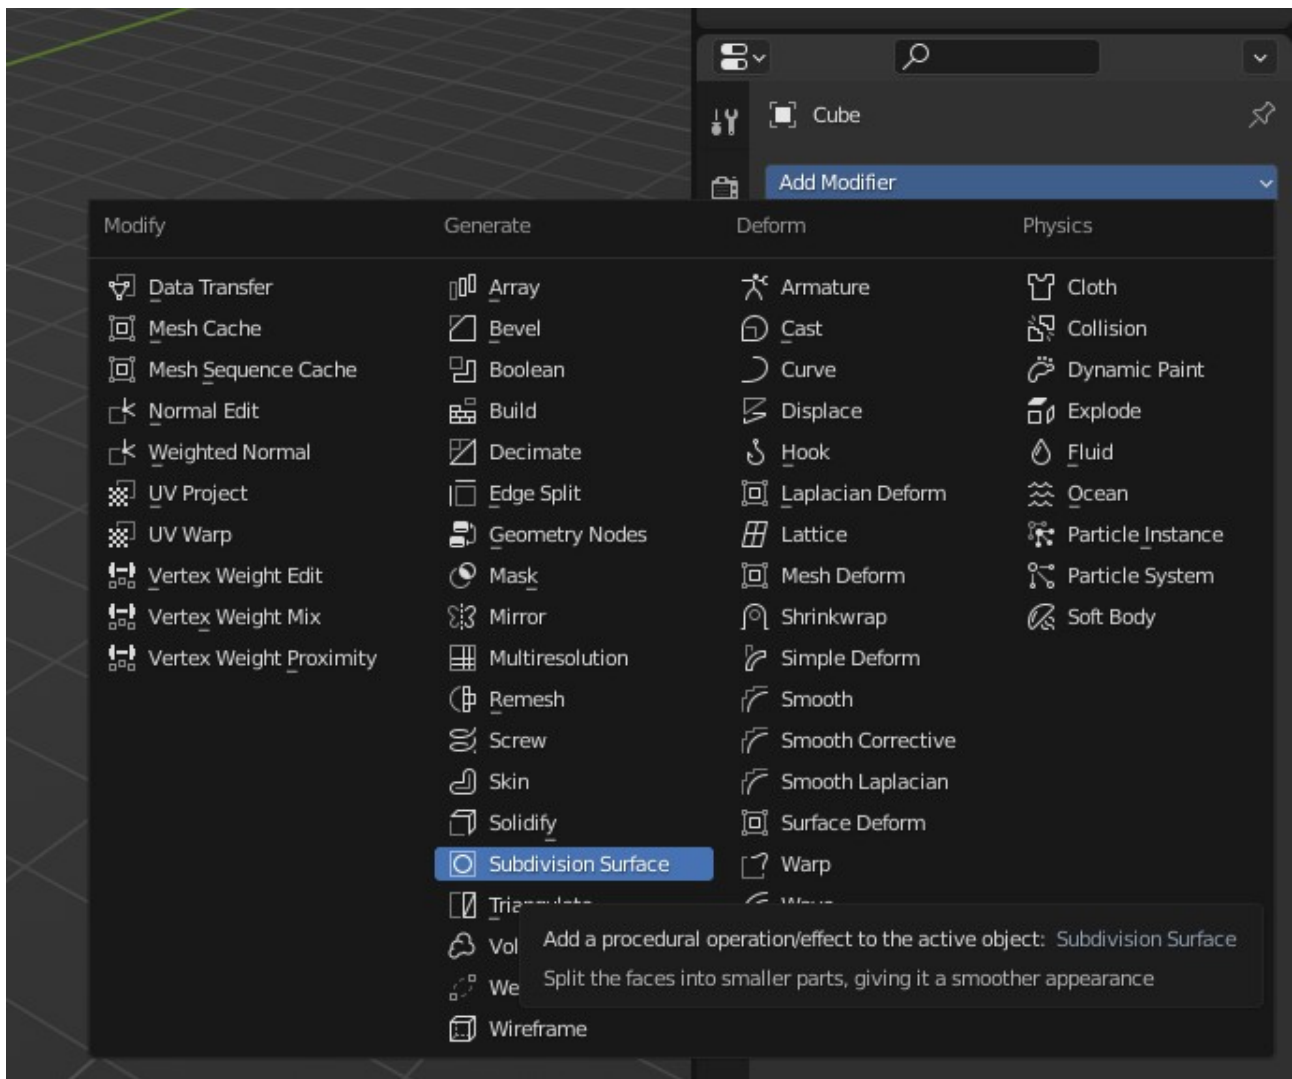 Cube
Add Modifier
Modify
Data Transfer
Mesh Cache
Mesh Sequence Cache
Normal Edit
Weighted Normal
UV Project
UV Warp
Vertex Weight Edit
Vertex Weight Mix
Vertex Weight Proximity
Generate
Array
Bevel
Boolean
Build
Decimate
Edge Split
Geometry Nodes
Mask
Mirror
Multiresolution
Remesh
Screw
Skin
Solidify
Subdivision Surface
Vol
We
Wireframe
Deform
Armature
Cast
Curve
Displace
Hook
Laplacian Deform
Lattice
Mesh Deform
Shrinkwrap
Simple Deform
Smooth
Smooth Corrective
Smooth Laplacian
Surface Deform
Warp
Physics
Cloth
Collision
Dynamic Paint
Explode
Fluid
Ocean
Particle Instance
Particle System
Soft Body
Add a procedural operation/effect to the active object: Subdivision Surface
Split the faces into smaller parts, giving it a smoother appearance